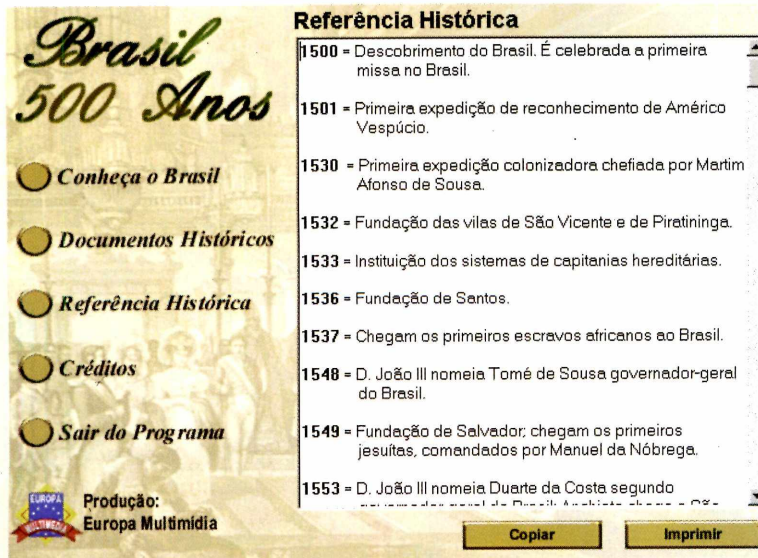 Brasil
500 Anos
Conheça o Brasil
Documentos Históricos
Referência Histórica
Créditos
Sair do Programa
EUROPA
MULTIMÍDIA
Produção:
Europa Multimídia
Referência Histórica
1500 = Descobrimento do Brasil. É celebrada a primeira
missa no Brasil.
1501 = Primeira expedição de reconhecimento de Américo
Vespúcio.
1530 = Primeira expedição colonizadora chefiada por Martim
Afonso de Sousa.
1532 = Fundação das vilas de São Vicente e de Piratininga.
1533 = Instituição dos sistemas de capitanias hereditárias.
1536 = Fundação de Santos.
1537 = Chegam os primeiros escravos africanos ao Brasil.
1548 = D. João III nomeia Tomé de Sousa governador-geral
do Brasil.
1549 = Fundação de Salvador; chegam os primeiros
jesuítas, comandados por Manuel da Nóbrega.
1553 = D. João III nomeia Duarte da Costa segundo
Copiar
Imprimir